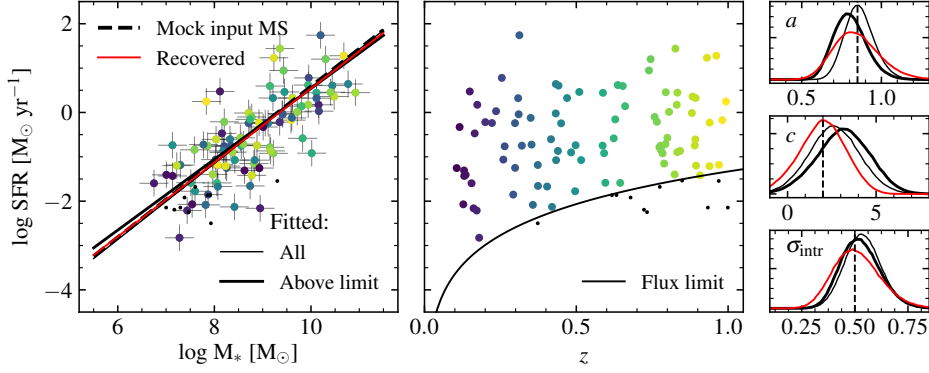 2
0
−2
−4
log SFR [M⊙ yr⁻¹]
Mock input MS
Recovered
Fitted:
All
Above limit
6
8
10
log M* [M⊙]
Flux limit
0.0
0.5
1.0
z
a
0.5
1.0
c
0
5
σintr
0.25
0.50
0.75